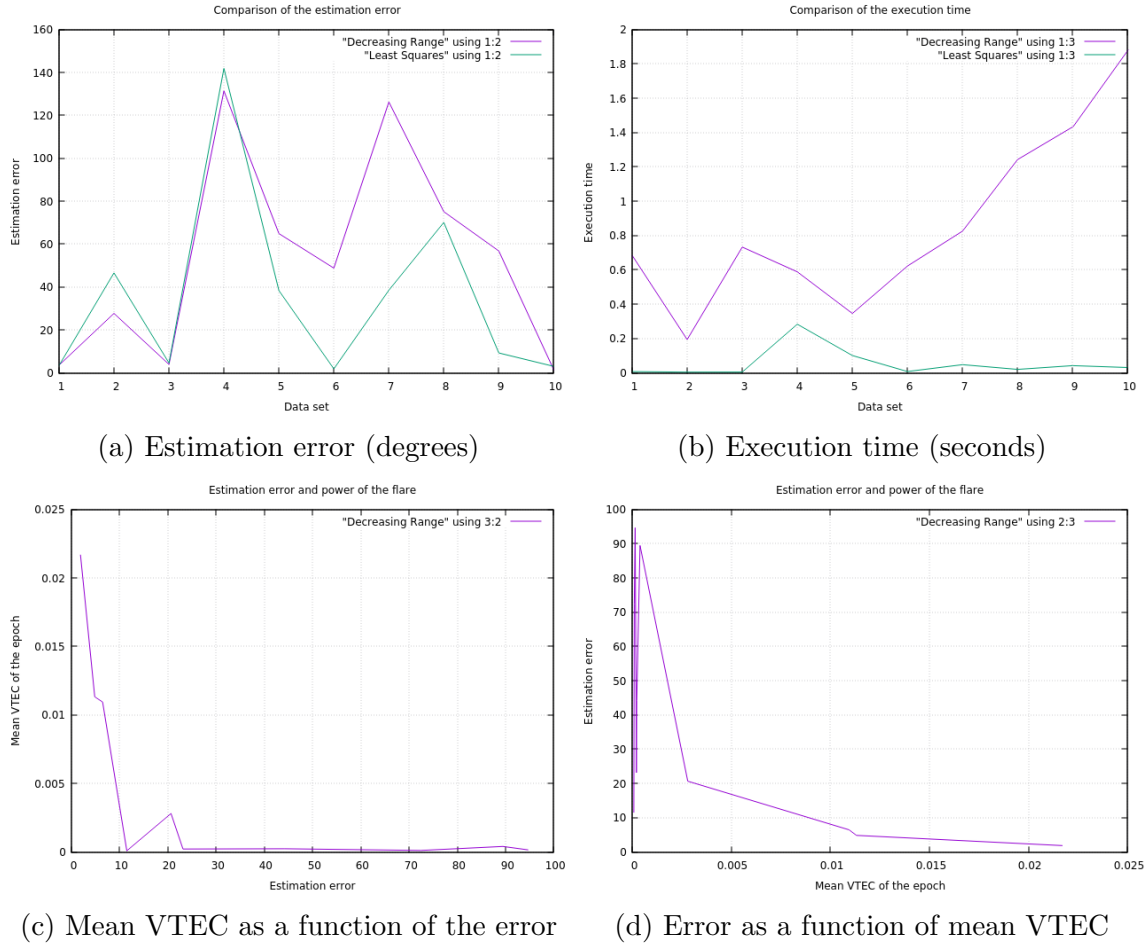 Comparison of the estimation error
160
140
120
100
80
60
40
20
0
Estimation error
"Decreasing Range" using 1:2
"Least Squares" using 1:2
1 2 3 4 5 6 7 8 9 10
Data set
(a) Estimation error (degrees)
Comparison of the execution time
2
1.8
1.6
1.4
1.2
1
0.8
0.6
0.4
0.2
0
Execution time
"Decreasing Range" using 1:3
"Least Squares" using 1:3
1 2 3 4 5 6 7 8 9 10
Data set
(b) Execution time (seconds)
Estimation error and power of the flare
0.025
0.02
0.015
0.01
0.005
0
Mean VTEC of the epoch
"Decreasing Range" using 3:2
0 10 20 30 40 50 60 70 80 90 100
Estimation error
(c) Mean VTEC as a function of the error
Estimation error and power of the flare
100
90
80
70
60
50
40
30
20
10
0
Estimation error
"Decreasing Range" using 2:3
0 0.005 0.01 0.015 0.02 0.025
Mean VTEC of the epoch
(d) Error as a function of mean VTEC